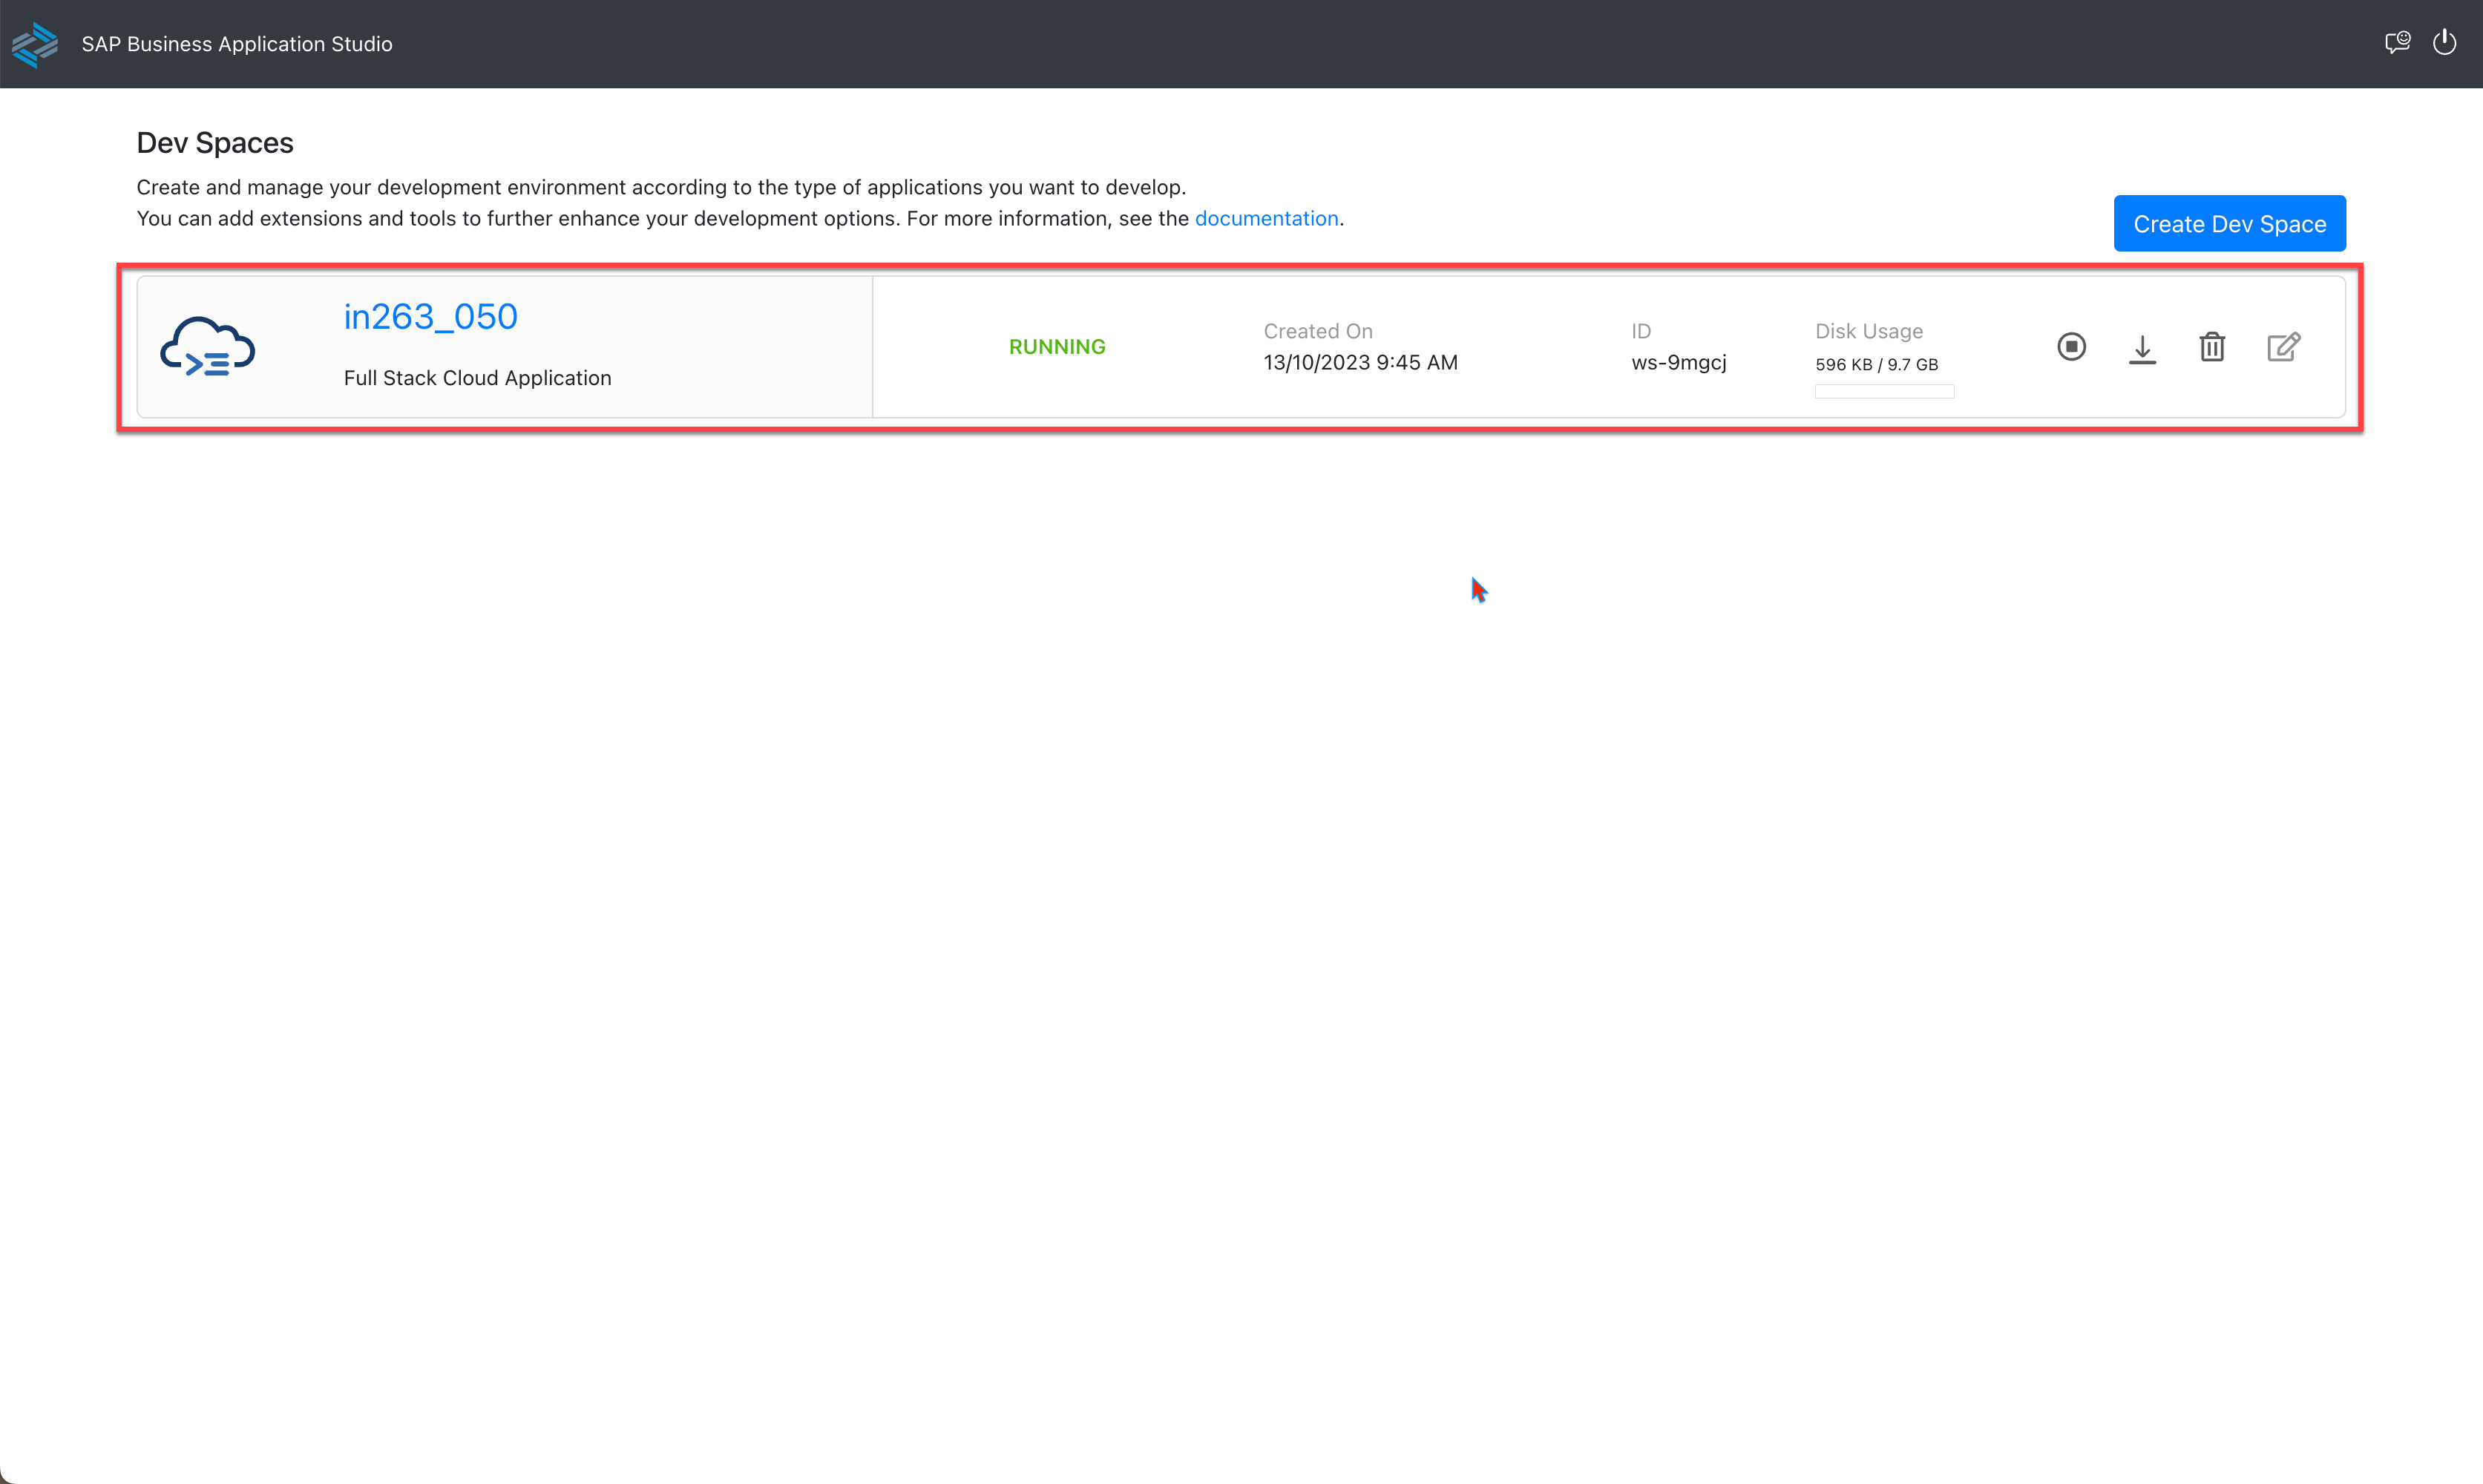 SAP Business Application Studio
Dev Spaces
Create and manage your development environment according to the type of applications you want to develop.
You can add extensions and tools to further enhance your development options. For more information, see the documentation.
Create Dev Space
in263_050
Full Stack Cloud Application
RUNNING
Created On
13/10/2023 9:45 AM
ID
ws-9mgcj
Disk Usage
596 KB / 9.7 GB